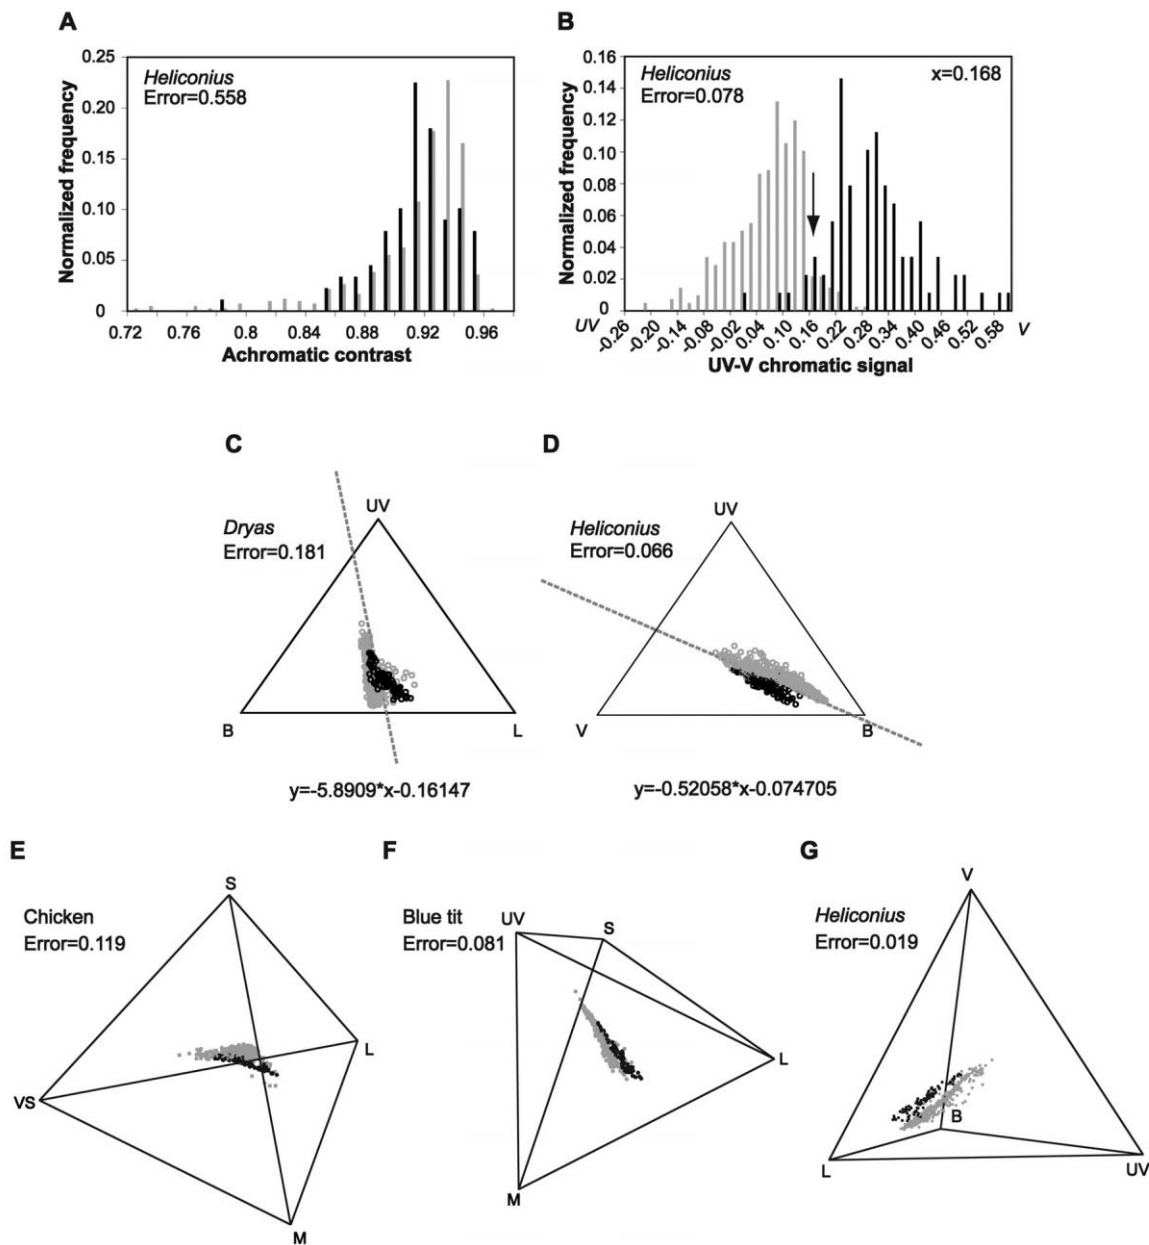 A
Normalized frequency
0.25
0.20
0.15
0.10
0.05
0
Heliconius
Error=0.558
0.72
0.76
0.80
0.84
0.88
0.92
0.96
Achromatic contrast
B
Normalized frequency
0.16
0.14
0.12
0.10
0.08
0.06
0.04
0.02
0
Heliconius
Error=0.078
x=0.168
UV
-0.26
-0.20
-0.14
-0.08
-0.02
0.04
0.10
0.16
0.22
0.28
0.34
0.40
0.46
0.52
0.58
V
UV-V chromatic signal
C
Dryas
Error=0.181
UV
B
L
y=-5.8909*x-0.16147
D
Heliconius
Error=0.066
UV
V
B
y=-0.52058*x-0.074705
E
Chicken
Error=0.119
S
L
VS
M
F
Blue tit
Error=0.081
UV
S
L
M
G
Heliconius
Error=0.019
V
B
L
UV